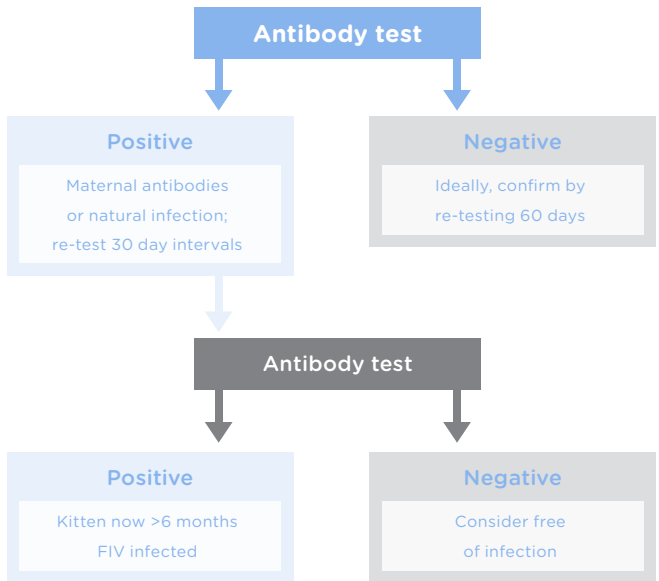 Antibody test
Positive
Maternal antibodies
or natural infection;
re-test 30 day intervals
Negative
Ideally, confirm by
re-testing 60 days
Antibody test
Positive
Kitten now >6 months
FIV infected
Negative
Consider free
of infection